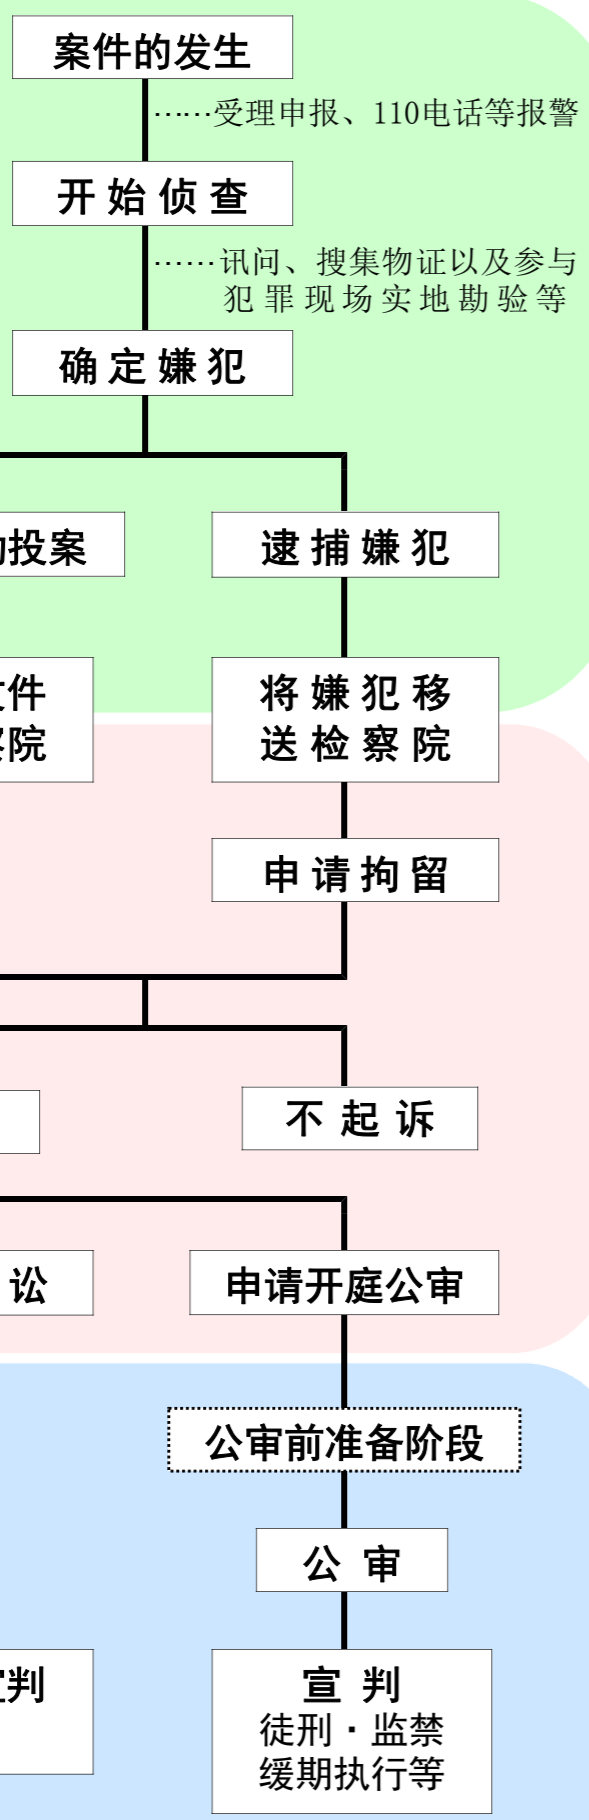 案件的发生
……受理申报、110电话等报警
开始侦查
……讯问、搜集物证以及参与
犯罪现场实地勘验等
确定嫌犯
投案
逮捕嫌犯
件
院
将嫌犯移
送检察院
申请拘留
不起诉
讼
申请开庭公审
公审前准备阶段
公审
判
宣判
徒刑・监禁
缓期执行等